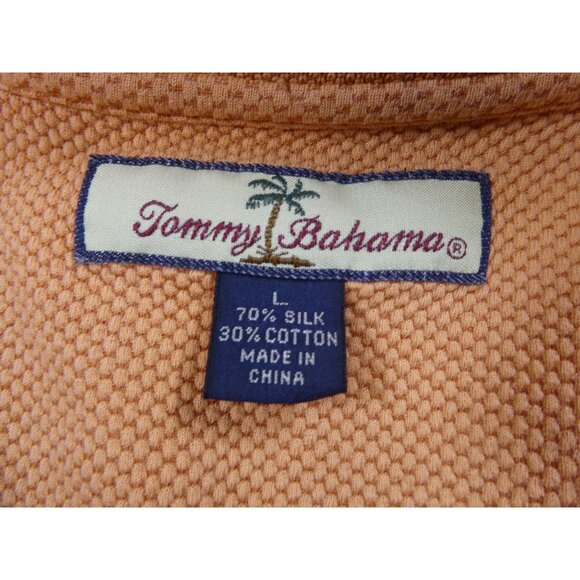 Tommy Bahama®
L
70% SILK
30% COTTON
MADE IN
CHINA